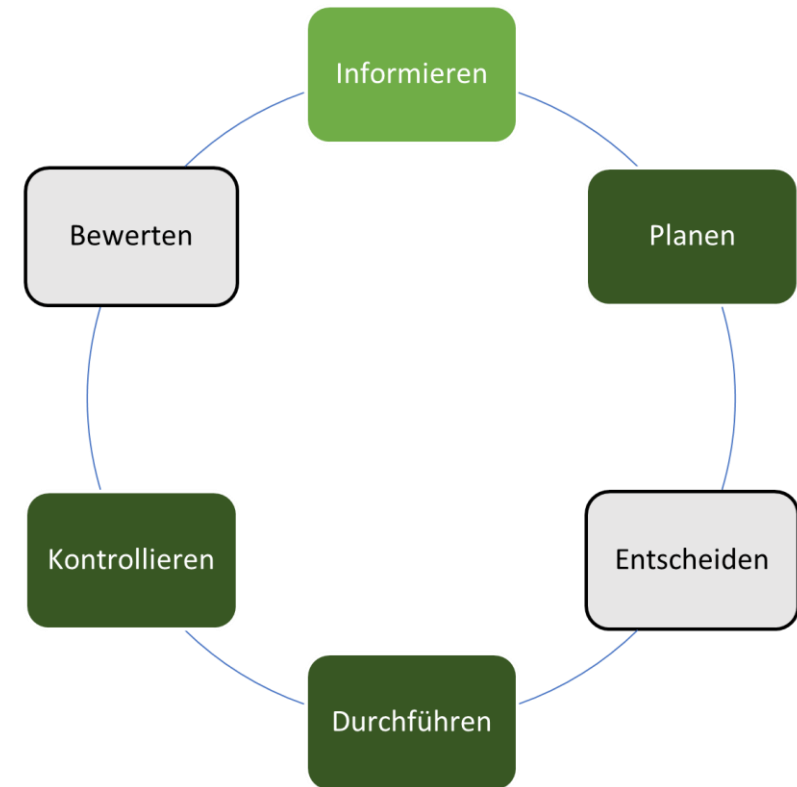 Informieren
Planen
Entscheiden
Durchführen
Kontrollieren
Bewerten